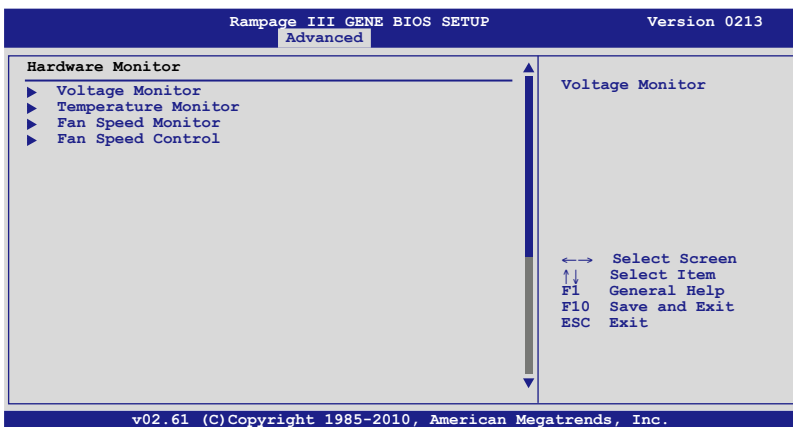 Rampage III GENE BIOS SETUP Version 0213
Advanced
Hardware Monitor
Voltage Monitor
Temperature Monitor
Fan Speed Monitor
Fan Speed Control
Voltage Monitor
←→ Select Screen
↑↓ Select Item
F1 General Help
F10 Save and Exit
ESC Exit
v02.61 (C)Copyright 1985-2010, American Megatrends, Inc.